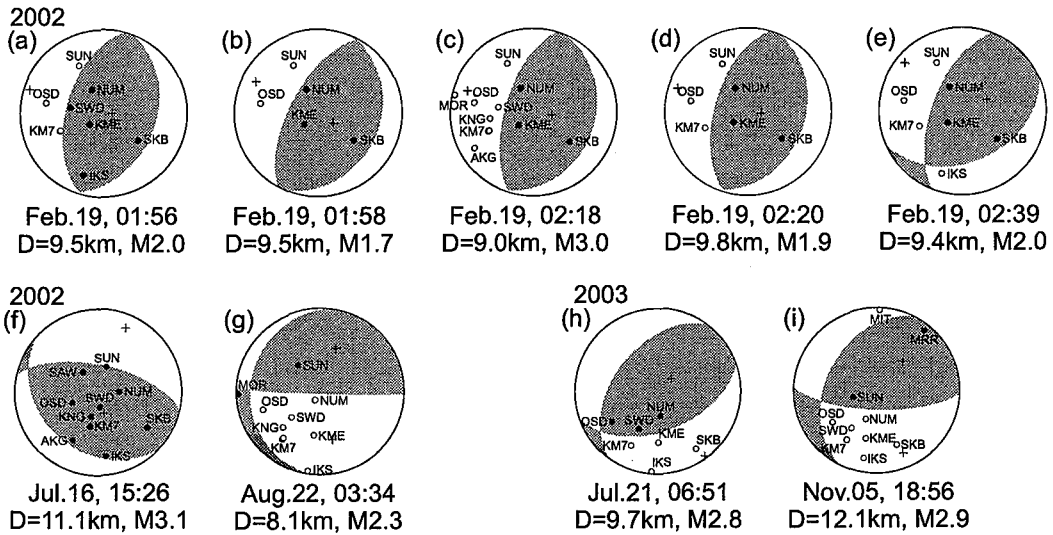 2002
(a) (b) (c) (d) (e)
SUN OSD NUM SWD KME KM7 SKB IKS
SUN OSD NUM KME SKB
SUN OSD MOR NUM SWD KNG KME KM7 SKB AKG
SUN OSD NUM KM7 KME SKB
SUN OSD NUM KM7 KME SKB IKS
Feb.19, 01:56 Feb.19, 01:58 Feb.19, 02:18 Feb.19, 02:20 Feb.19, 02:39
D=9.5km, M2.0 D=9.5km, M1.7 D=9.0km, M3.0 D=9.8km, M1.9 D=9.4km, M2.0
2002 2003
(f) (g) (h) (i)
SUN SAW NUM OSD SWD KNG KM7 SKB AKG IKS
SUN MOR OSD NUM SWD KNG KME KM7 IKS
NUM OSD SWD KME KM7 SKB IKS
MIT MRR SUN OSD NUM SWD KME SKB KM7 IKS
Jul.16, 15:26 Aug.22, 03:34 Jul.21, 06:51 Nov.05, 18:56
D=11.1km, M3.1 D=8.1km, M2.3 D=9.7km, M2.8 D=12.1km, M2.9